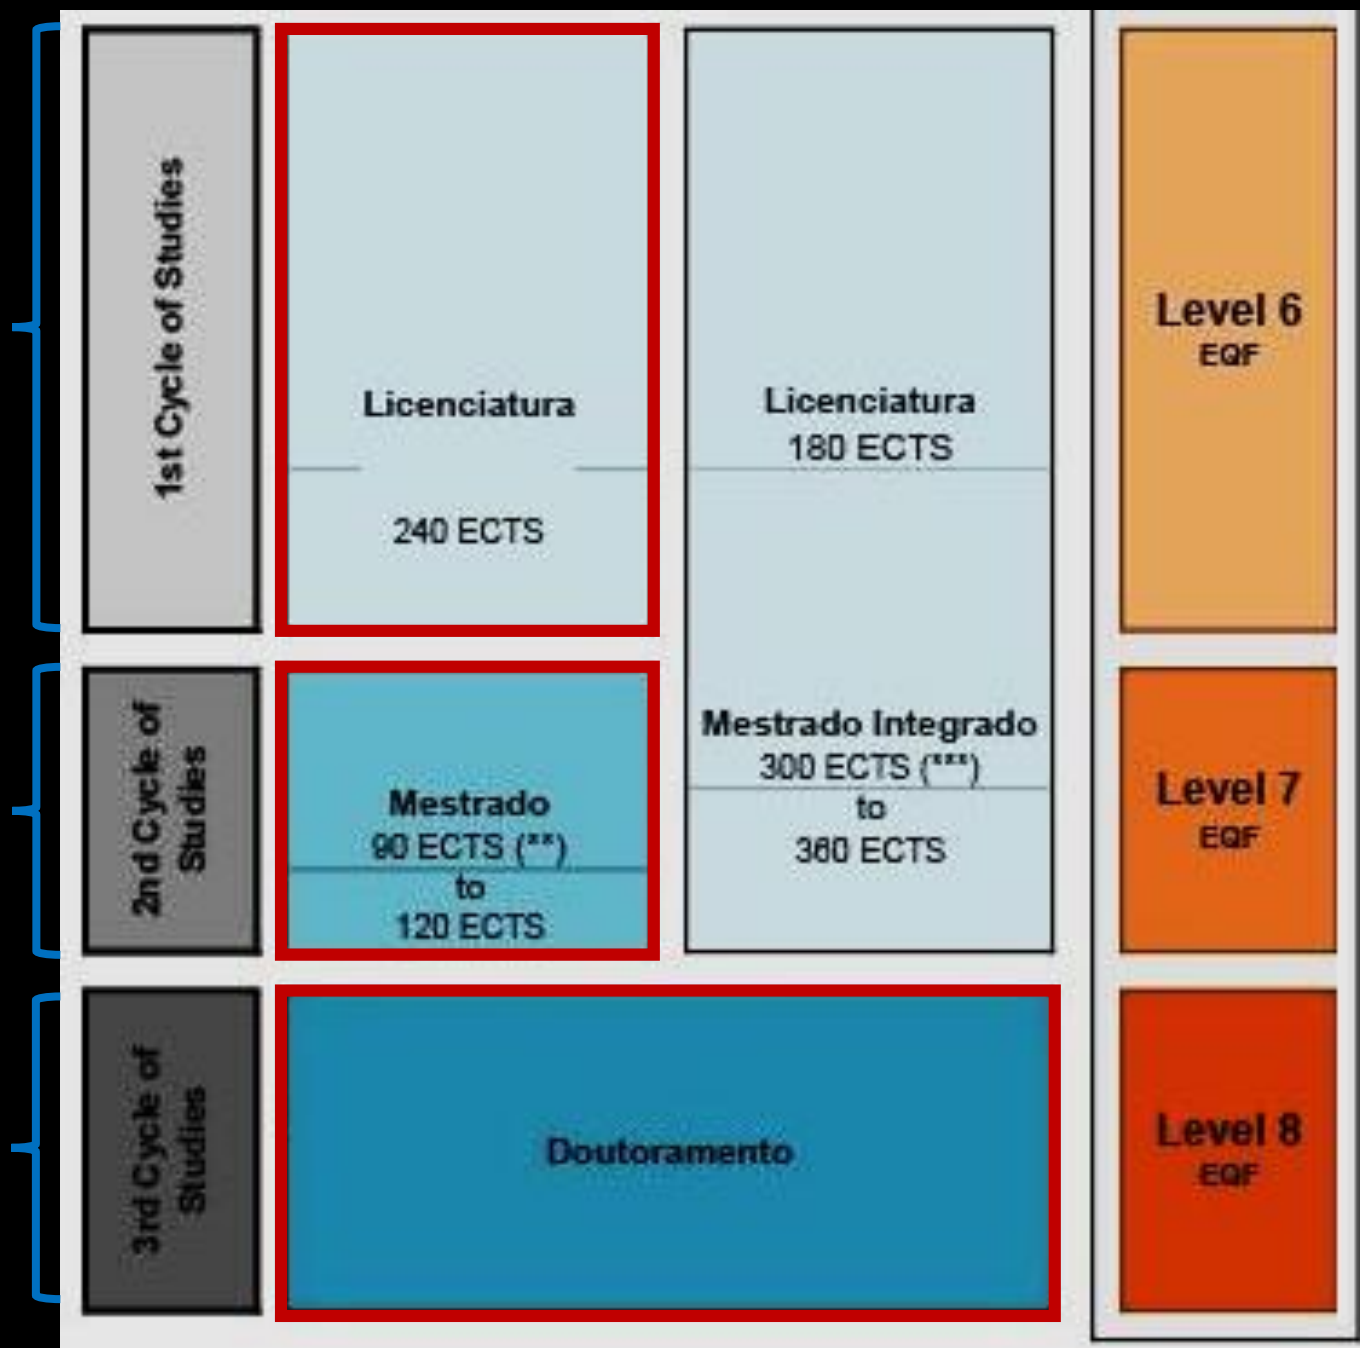 1st Cycle of Studies
Licenciatura
240 ECTS
Licenciatura
180 ECTS
Level 6
EQF
2nd Cycle of
Studies
Mestrado
90 ECTS (**)
to
120 ECTS
Mestrado Integrado
300 ECTS (***)
to
360 ECTS
Level 7
EQF
3rd Cycle of
Studies
Doutoramento
Level 8
EQF